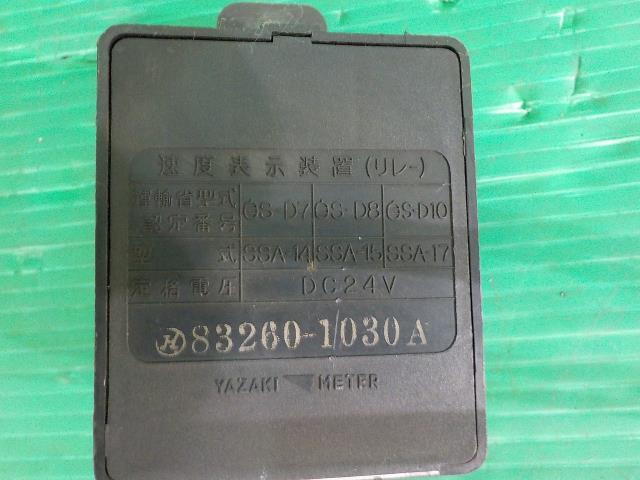 速度表示装置(リレー)
運輸省型式 認定番号 GS-D7 GS-D8 GS-D10
型式 SSA-14 SSA-15 SSA-17
定格電圧 DC24V
H 83260-1030A
YAZAKI METER